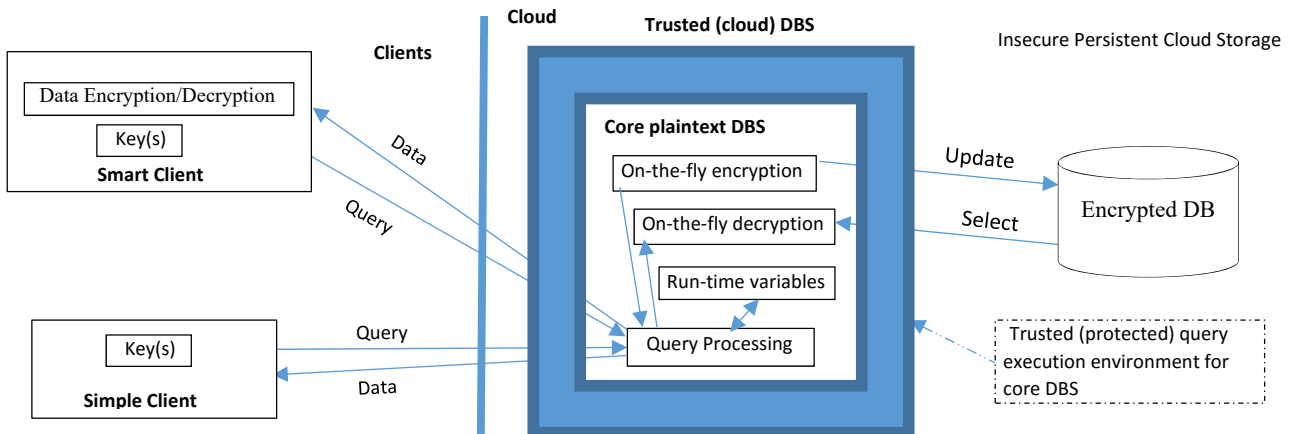 Cloud
Trusted (cloud) DBS
Clients
Insecure Persistent Cloud Storage
Data Encryption/Decryption
Key(s)
Smart Client
Data
Query
Core plaintext DBS
On-the-fly encryption
On-the-fly decryption
Run-time variables
Query Processing
Update
Select
Encrypted DB
Key(s)
Simple Client
Query
Data
Trusted (protected) query
execution environment for
core DBS